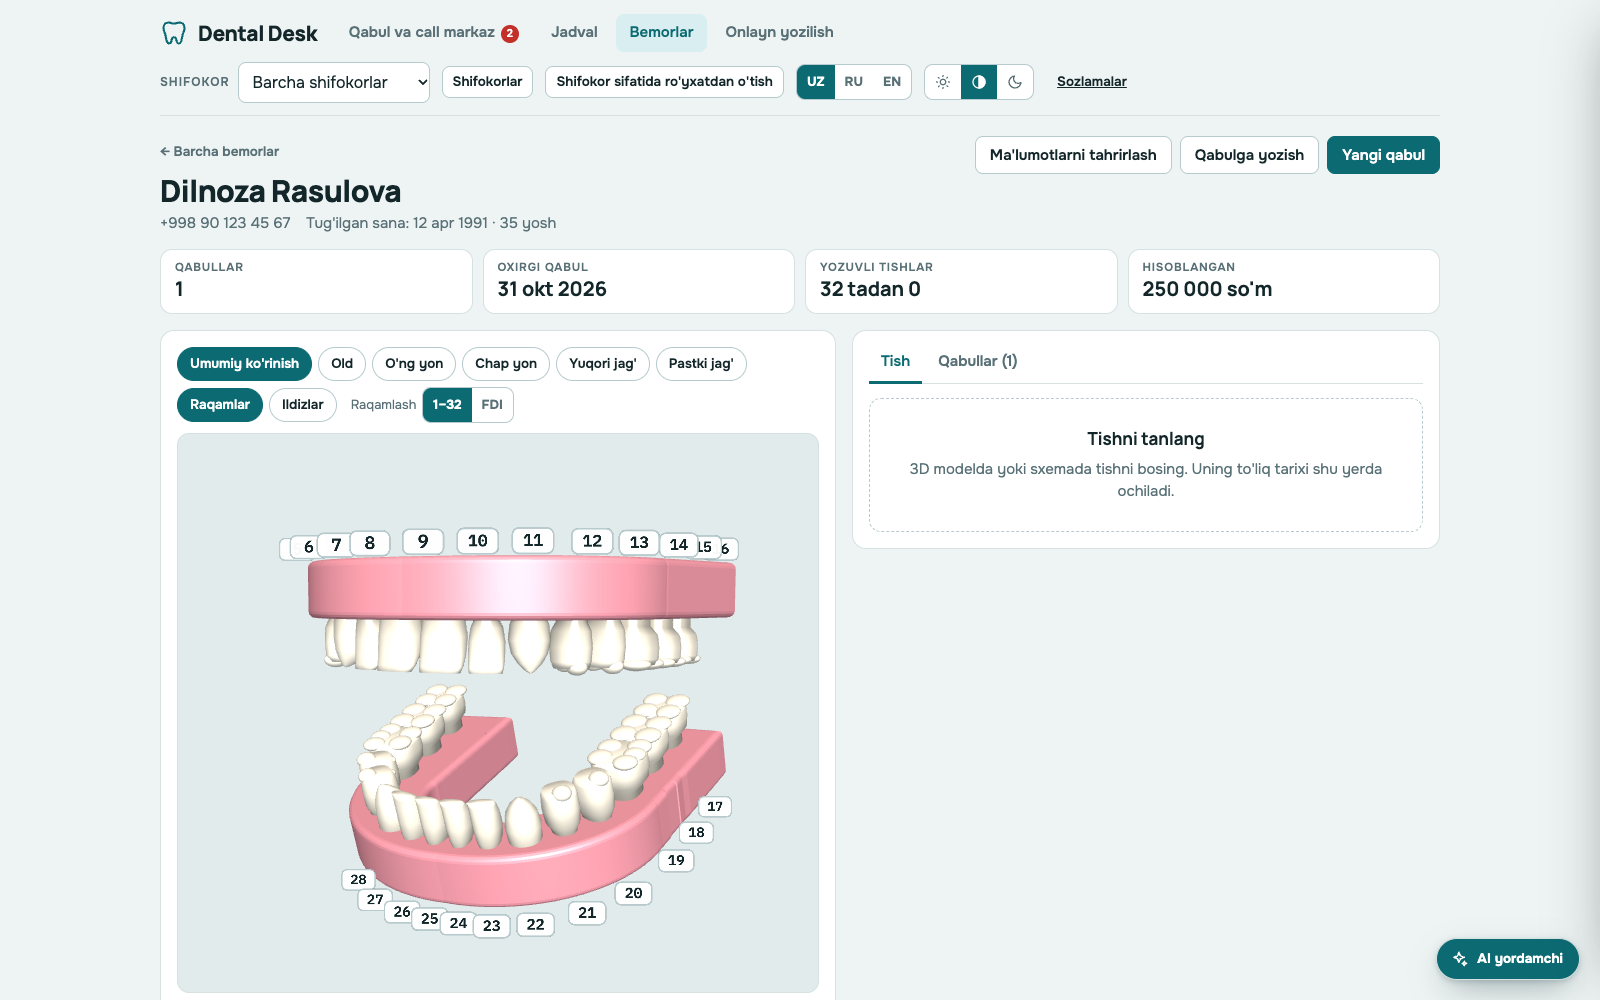 Dental Desk
Qabul va call markaz 2
Jadval
Bemorlar
Onlayn yozilish
SHIFOKOR
Barcha shifokorlar
Shifokorlar
Shifokor sifatida ro'yxatdan o'tish
UZ RU EN
Sozlamalar
← Barcha bemorlar
Ma'lumotlarni tahrirlash
Qabulga yozish
Yangi qabul
Dilnoza Rasulova
+998 90 123 45 67 Tug'ilgan sana: 12 apr 1991 · 35 yosh
QABULLAR
1
OXIRGI QABUL
31 okt 2026
YOZUVLI TISHLAR
32 tadan 0
HISOBLANGAN
250 000 so'm
Umumiy ko'rinish
Old
O'ng yon
Chap yon
Yuqori jag'
Pastki jag'
Raqamlar
Ildizlar
Raqamlash
1–32
FDI
6 7 8 9 10 11 12 13 14 15 6
17
18
19
20
21
22
23
24
25
26
27
28
Tish
Qabullar (1)
Tishni tanlang
3D modelda yoki sxemada tishni bosing. Uning to'liq tarixi shu yerda
ochiladi.
AI yordamchi